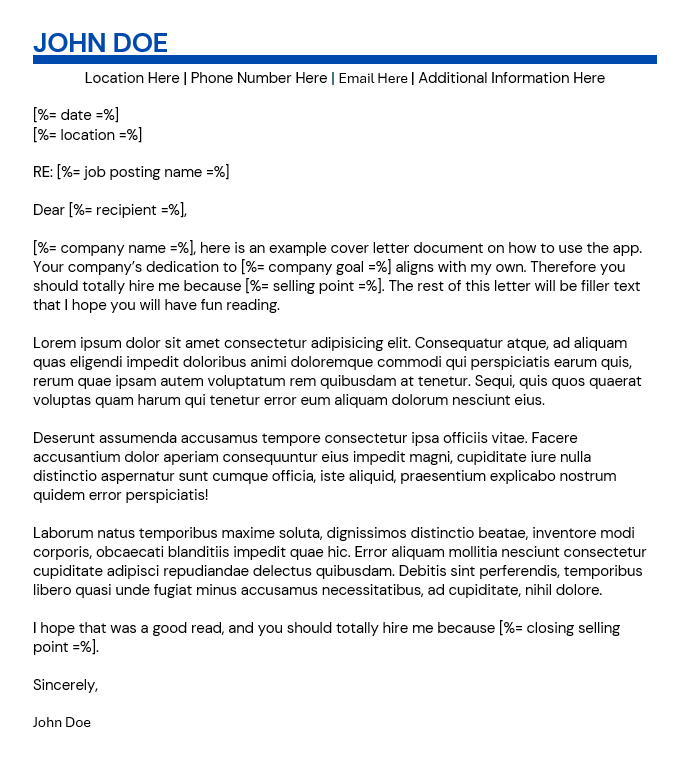 JOHN DOE
Location Here | Phone Number Here | Email Here | Additional Information Here
[%= date =%]
[%= location =%]
RE: [%= job posting name =%]
Dear [%= recipient =%],
[%= company name =%], here is an example cover letter document on how to use the app.
Your company’s dedication to [%= company goal =%] aligns with my own. Therefore you
should totally hire me because [%= selling point =%]. The rest of this letter will be filler text
that I hope you will have fun reading.
Lorem ipsum dolor sit amet consectetur adipisicing elit. Consequatur atque, ad aliquam
quas eligendi impedit doloribus animi doloremque commodi qui perspiciatis earum quis,
rerum quae ipsam autem voluptatum rem quibusdam at tenetur. Sequi, quis quos quaerat
voluptas quam harum qui tenetur error eum aliquam dolorum nesciunt eius.
Deserunt assumenda accusamus tempore consectetur ipsa officiis vitae. Facere
accusantium dolor aperiam consequuntur eius impedit magni, cupiditate iure nulla
distinctio aspernatur sunt cumque officia, iste aliquid, praesentium explicabo nostrum
quidem error perspiciatis!
Laborum natus temporibus maxime soluta, dignissimos distinctio beatae, inventore modi
corporis, obcaecati blanditiis impedit quae hic. Error aliquam mollitia nesciunt consectetur
cupiditate adipisci repudiandae delectus quibusdam. Debitis sint perferendis, temporibus
libero quasi unde fugiat minus accusamus necessitatibus, ad cupiditate, nihil dolore.
I hope that was a good read, and you should totally hire me because [%= closing selling
point =%].
Sincerely,
John Doe